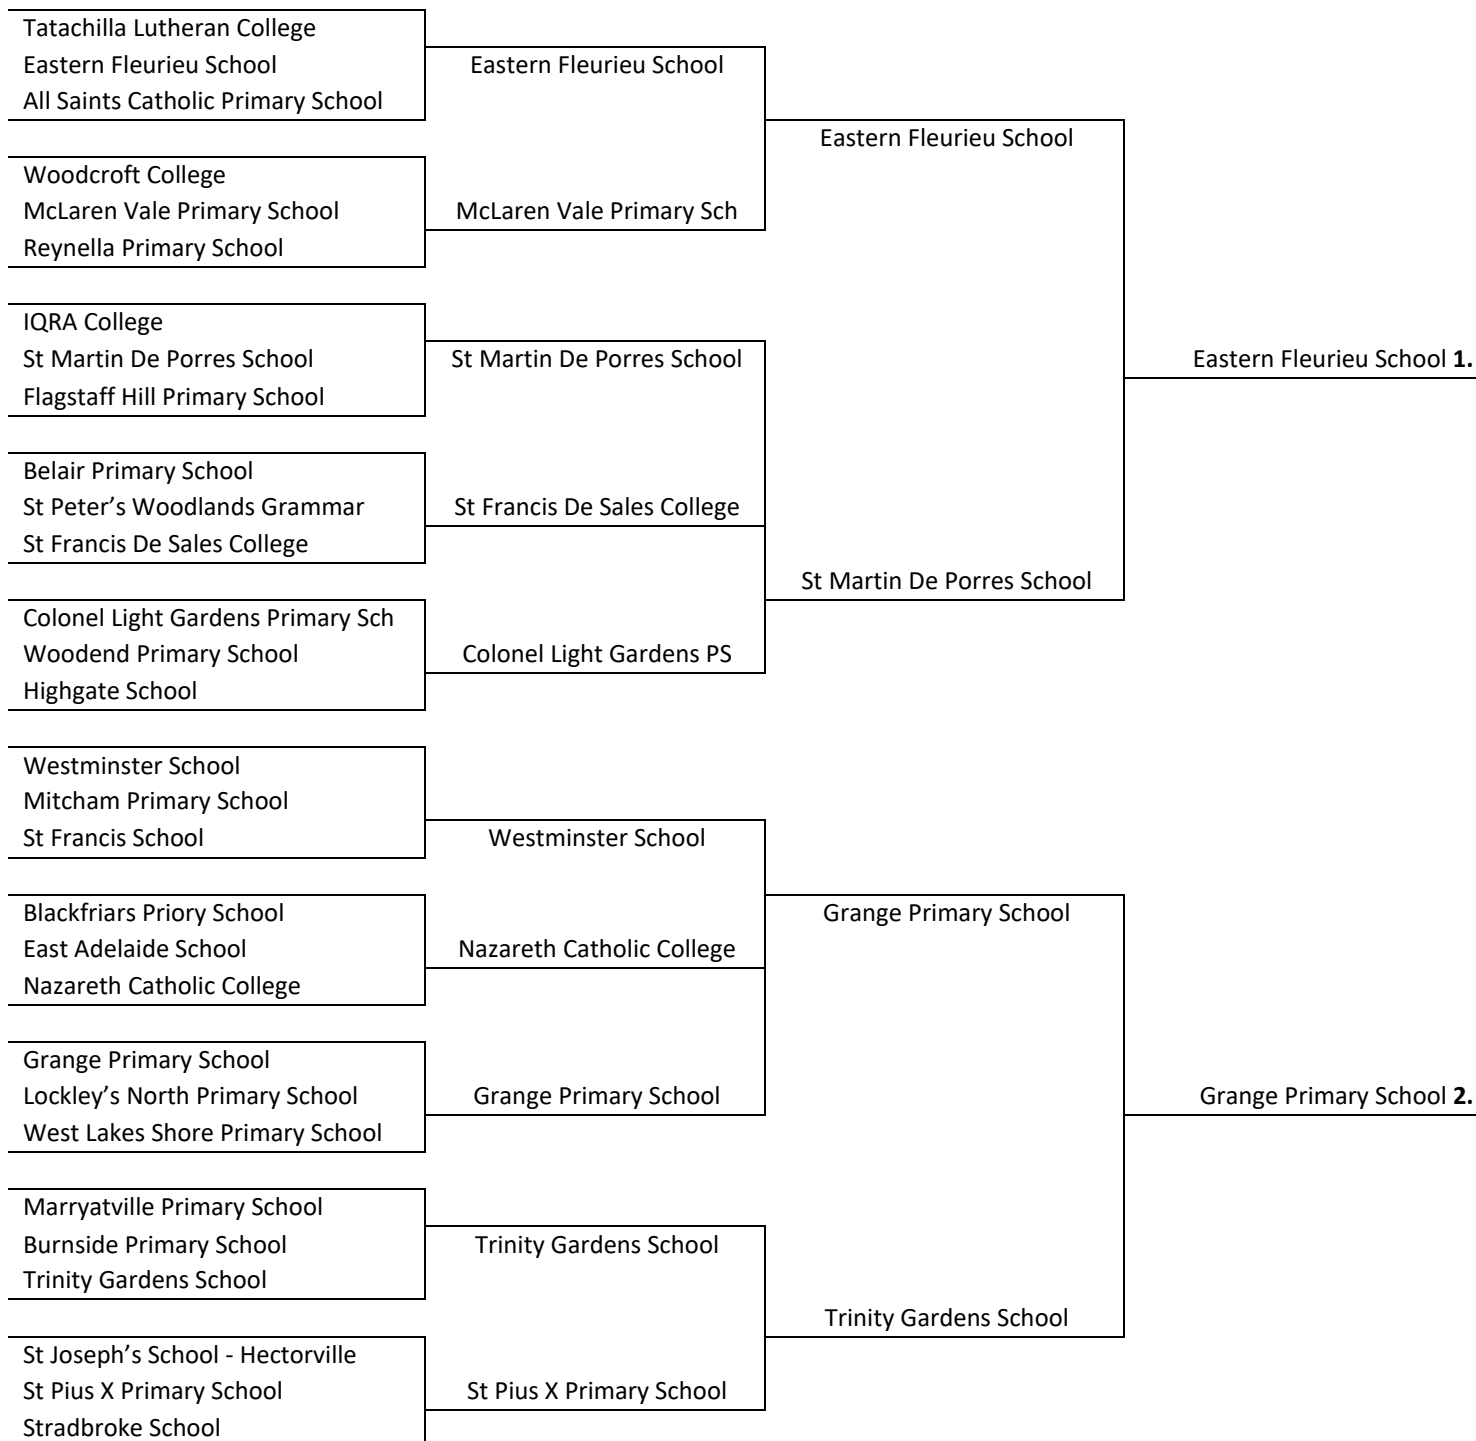 Tatachilla Lutheran College
Eastern Fleurieu School
All Saints Catholic Primary School
Woodcroft College
McLaren Vale Primary School
Reynella Primary School
IQRA College
St Martin De Porres School
Flagstaff Hill Primary School
Belair Primary School
St Peter’s Woodlands Grammar
St Francis De Sales College
Colonel Light Gardens Primary Sch
Woodend Primary School
Highgate School
Westminster School
Mitcham Primary School
St Francis School
Blackfriars Priory School
East Adelaide School
Nazareth Catholic College
Grange Primary School
Lockley’s North Primary School
West Lakes Shore Primary School
Marryatville Primary School
Burnside Primary School
Trinity Gardens School
St Joseph’s School - Hectorville
St Pius X Primary School
Stradbroke School
Eastern Fleurieu School
McLaren Vale Primary Sch
St Martin De Porres School
St Francis De Sales College
Colonel Light Gardens PS
Westminster School
Nazareth Catholic College
Grange Primary School
Trinity Gardens School
St Pius X Primary School
Eastern Fleurieu School
St Martin De Porres School
Grange Primary School
Trinity Gardens School
Eastern Fleurieu School 1.
Grange Primary School 2.